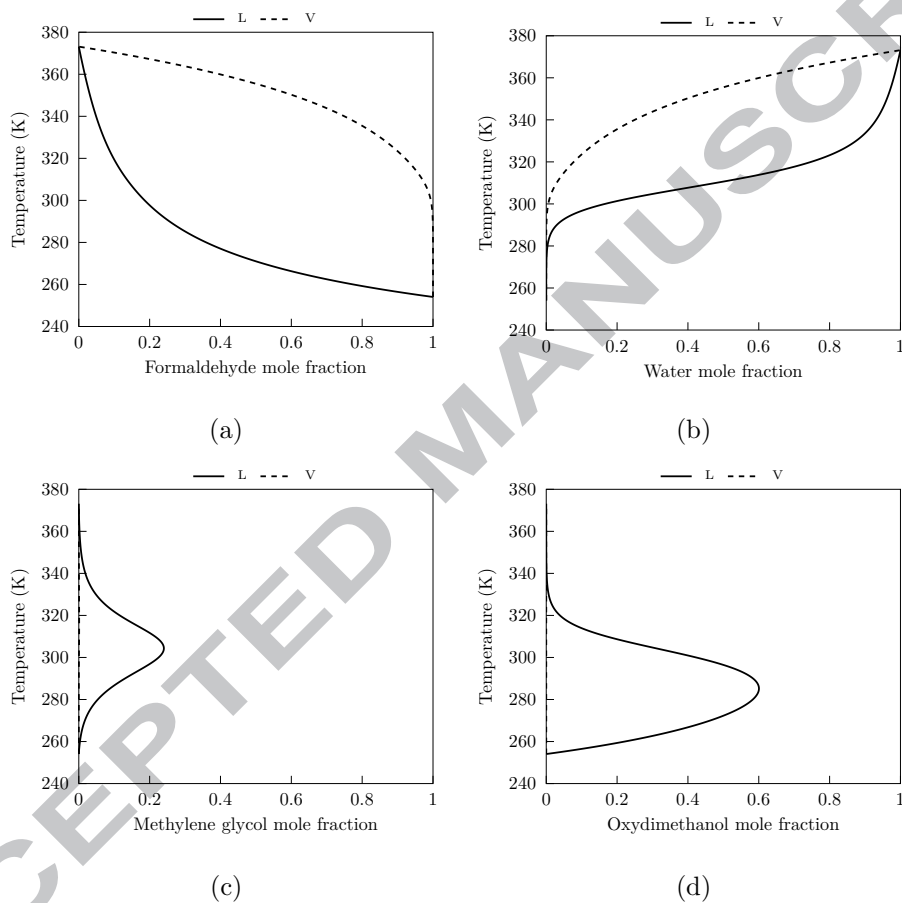 L V
380
360
340
320
300
280
260
240
Temperature (K)
0 0.2 0.4 0.6 0.8 1
Formaldehyde mole fraction
(a)
L V
380
360
340
320
300
280
260
240
Temperature (K)
0 0.2 0.4 0.6 0.8 1
Water mole fraction
(b)
L V
380
360
340
320
300
280
260
240
Temperature (K)
0 0.2 0.4 0.6 0.8 1
Methylene glycol mole fraction
(c)
L V
380
360
340
320
300
280
260
240
Temperature (K)
0 0.2 0.4 0.6 0.8 1
Oxydimethanol mole fraction
(d)
CEPTED MANUSCR